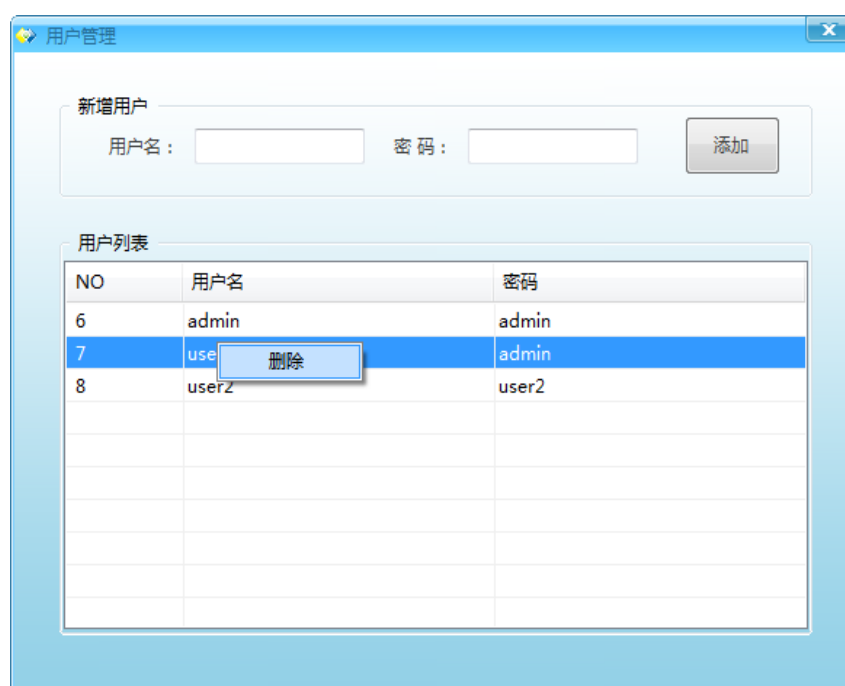 用户管理
新增用户
用户名： 密 码： 添加
用户列表
NO 用户名 密码
6 admin admin
7 use 删除 admin
8 user2 user2